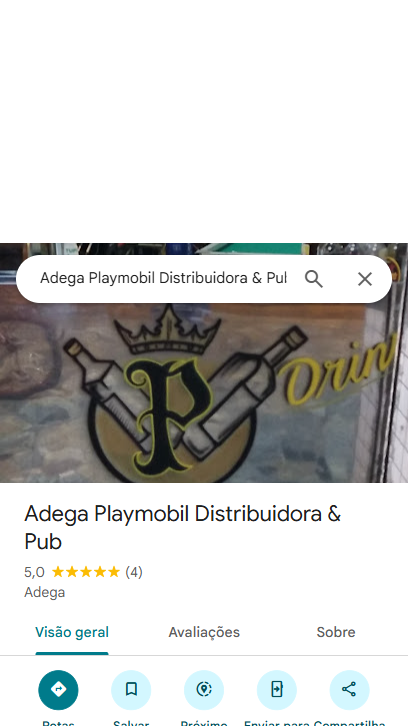 Adega Playmobil Distribuidora & Pub
P
Drin
Adega Playmobil Distribuidora &
Pub
5,0 (4)
Adega
Visão geral Avaliações Sobre
Rotas Salvar Próximo Enviar para Compartilha